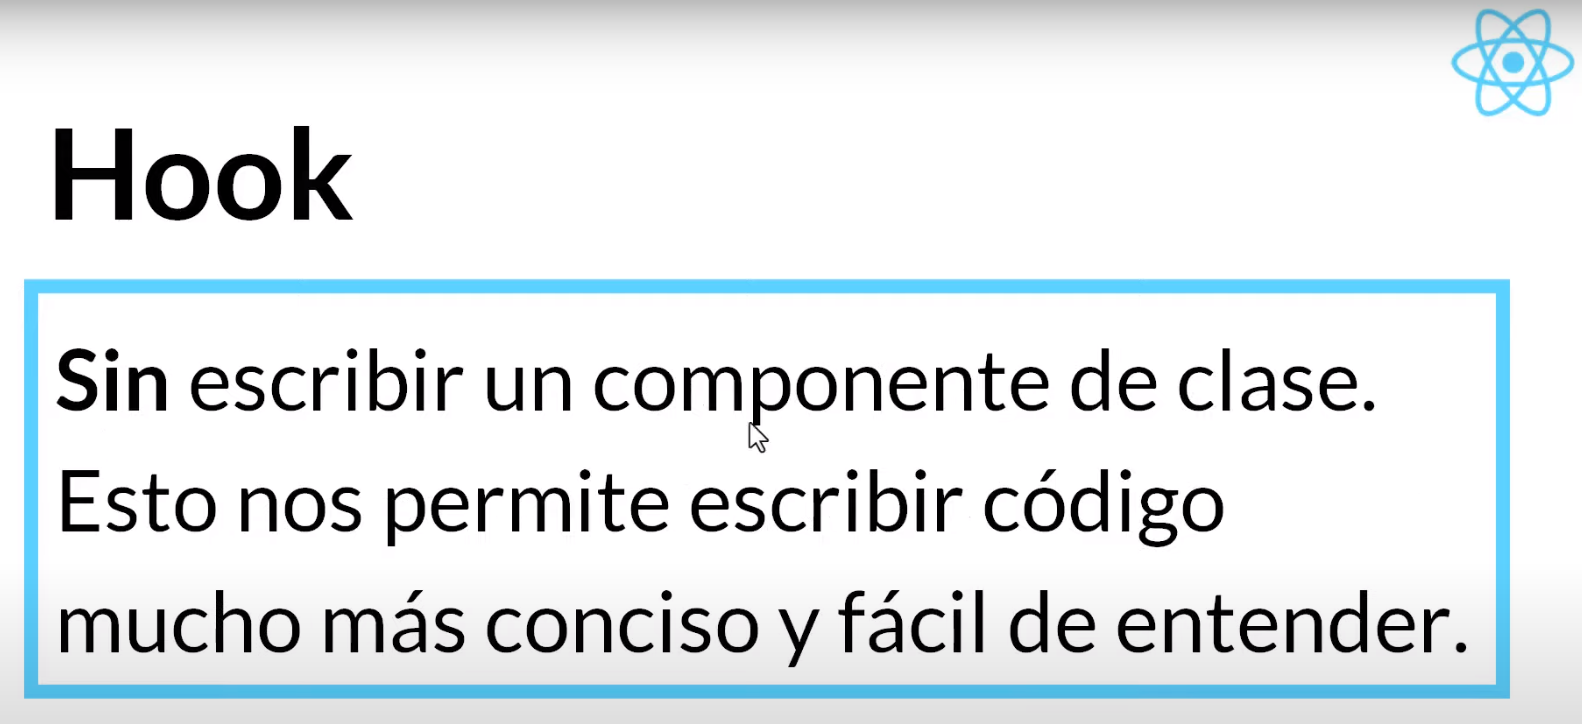 Hook
Sin escribir un componente de clase.
Esto nos permite escribir código
mucho más conciso y fácil de entender.